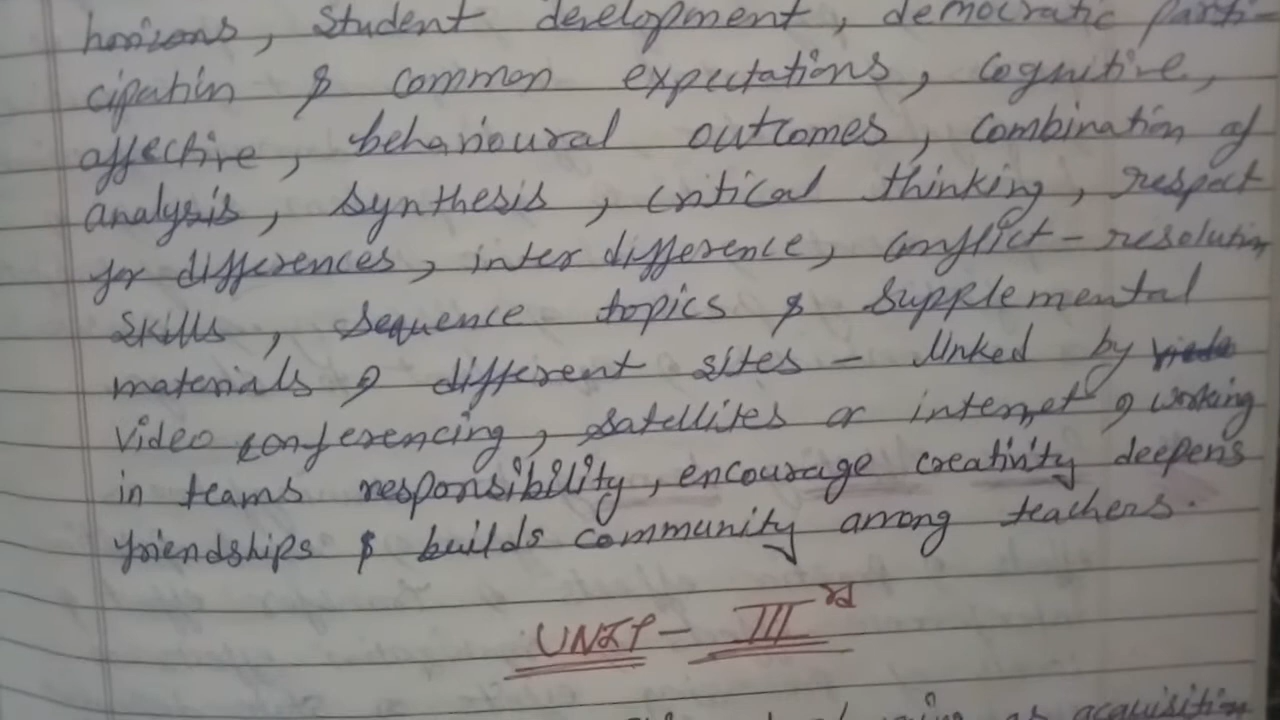 horizons, student development, democratic parti-
cipation & common expectations, cognitive,
affective, behavioural outcomes, combination of
analysis, synthesis, critical thinking, respect
for differences, inter difference, conflict-resolution
skills, sequence topics & supplemental
materials, different sites - linked by
video conferencing, satellites or internet, working
in teams responsibility, encourage creativity deepens
friendships & builds community among teachers.
UNIT- III rd
as acquisition